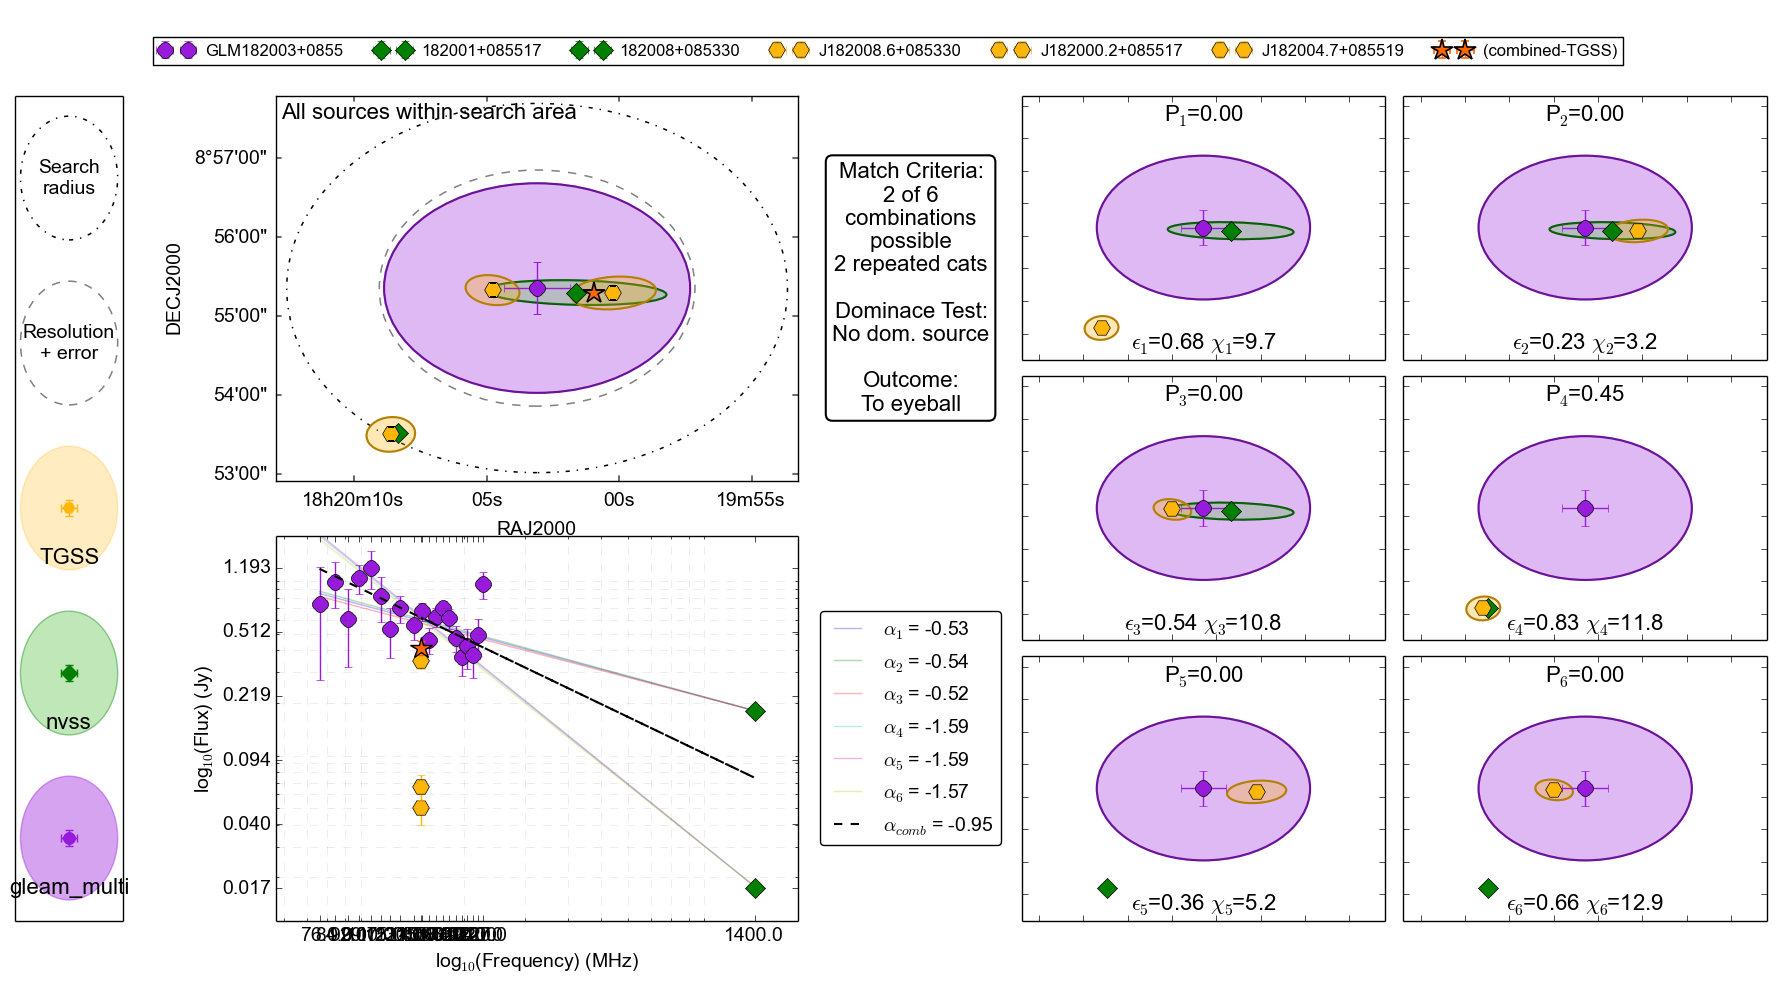 GLM182003+0855 182001+085517 182008+085330 J182008.6+085330 J182000.2+085517 J182004.7+085519 (combined-TGSS)
Search
radius
Resolution
+ error
TGSS
nvss
gleam_multi
All sources within search area
DECJ2000
8°57'00"
56'00"
55'00"
54'00"
53'00"
18h20m10s 05s 00s 19m55s
RAJ2000
Match Criteria:
2 of 6
combinations
possible
2 repeated cats
Dominace Test:
No dom. source
Outcome:
To eyeball
log₁₀(Flux) (Jy)
1.193
0.512
0.219
0.094
0.040
0.017
1400.0
log₁₀(Frequency) (MHz)
α₁ = -0.53
α₂ = -0.54
α₃ = -0.52
α₄ = -1.59
α₅ = -1.59
α₆ = -1.57
α_comb = -0.95
P₁=0.00
ϵ₁=0.68 χ₁=9.7
P₂=0.00
ϵ₂=0.23 χ₂=3.2
P₃=0.00
ϵ₃=0.54 χ₃=10.8
P₄=0.45
ϵ₄=0.83 χ₄=11.8
P₅=0.00
ϵ₅=0.36 χ₅=5.2
P₆=0.00
ϵ₆=0.66 χ₆=12.9